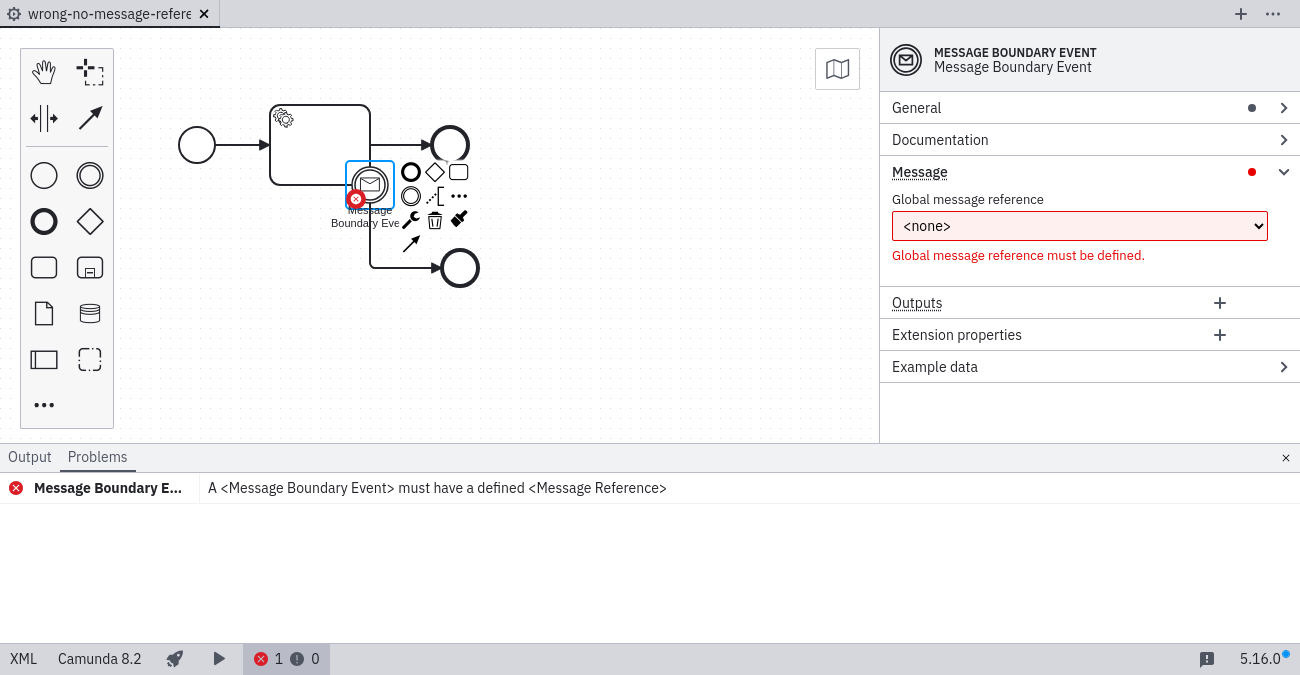 wrong-no-message-refere
MESSAGE BOUNDARY EVENT
Message Boundary Event
General
Documentation
Message
Global message reference
<none>
Global message reference must be defined.
Outputs
Extension properties
Example data
Message
Boundary Eve
Output
Problems
Message Boundary E...
A <Message Boundary Event> must have a defined <Message Reference>
XML
Camunda 8.2
1
0
5.16.0